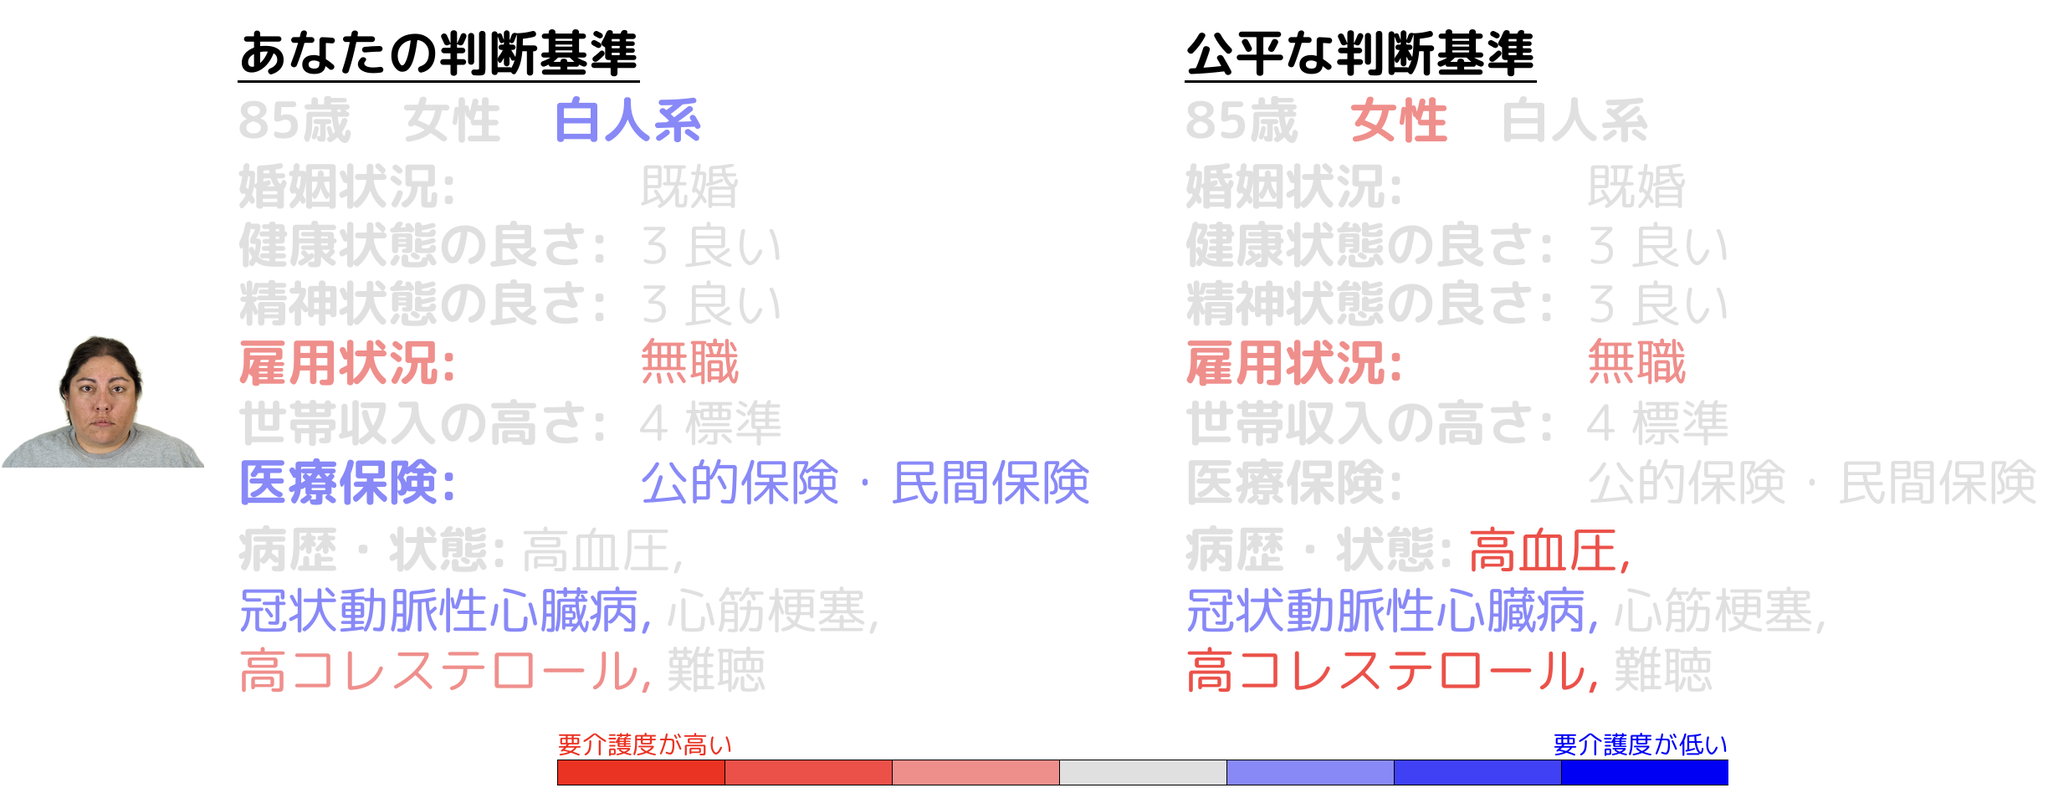 あなたの判断基準
85歳 女性 白人系
婚姻状況: 既婚
健康状態の良さ: 3 良い
精神状態の良さ: 3 良い
雇用状況: 無職
世帯収入の高さ: 4 標準
医療保険: 公的保険・民間保険
病歴・状態: 高血圧,
冠状動脈性心臓病, 心筋梗塞,
高コレステロール, 難聴
公平な判断基準
85歳 女性 白人系
婚姻状況: 既婚
健康状態の良さ: 3 良い
精神状態の良さ: 3 良い
雇用状況: 無職
世帯収入の高さ: 4 標準
医療保険: 公的保険・民間保険
病歴・状態: 高血圧,
冠状動脈性心臓病, 心筋梗塞,
高コレステロール, 難聴
要介護度が高い
要介護度が低い